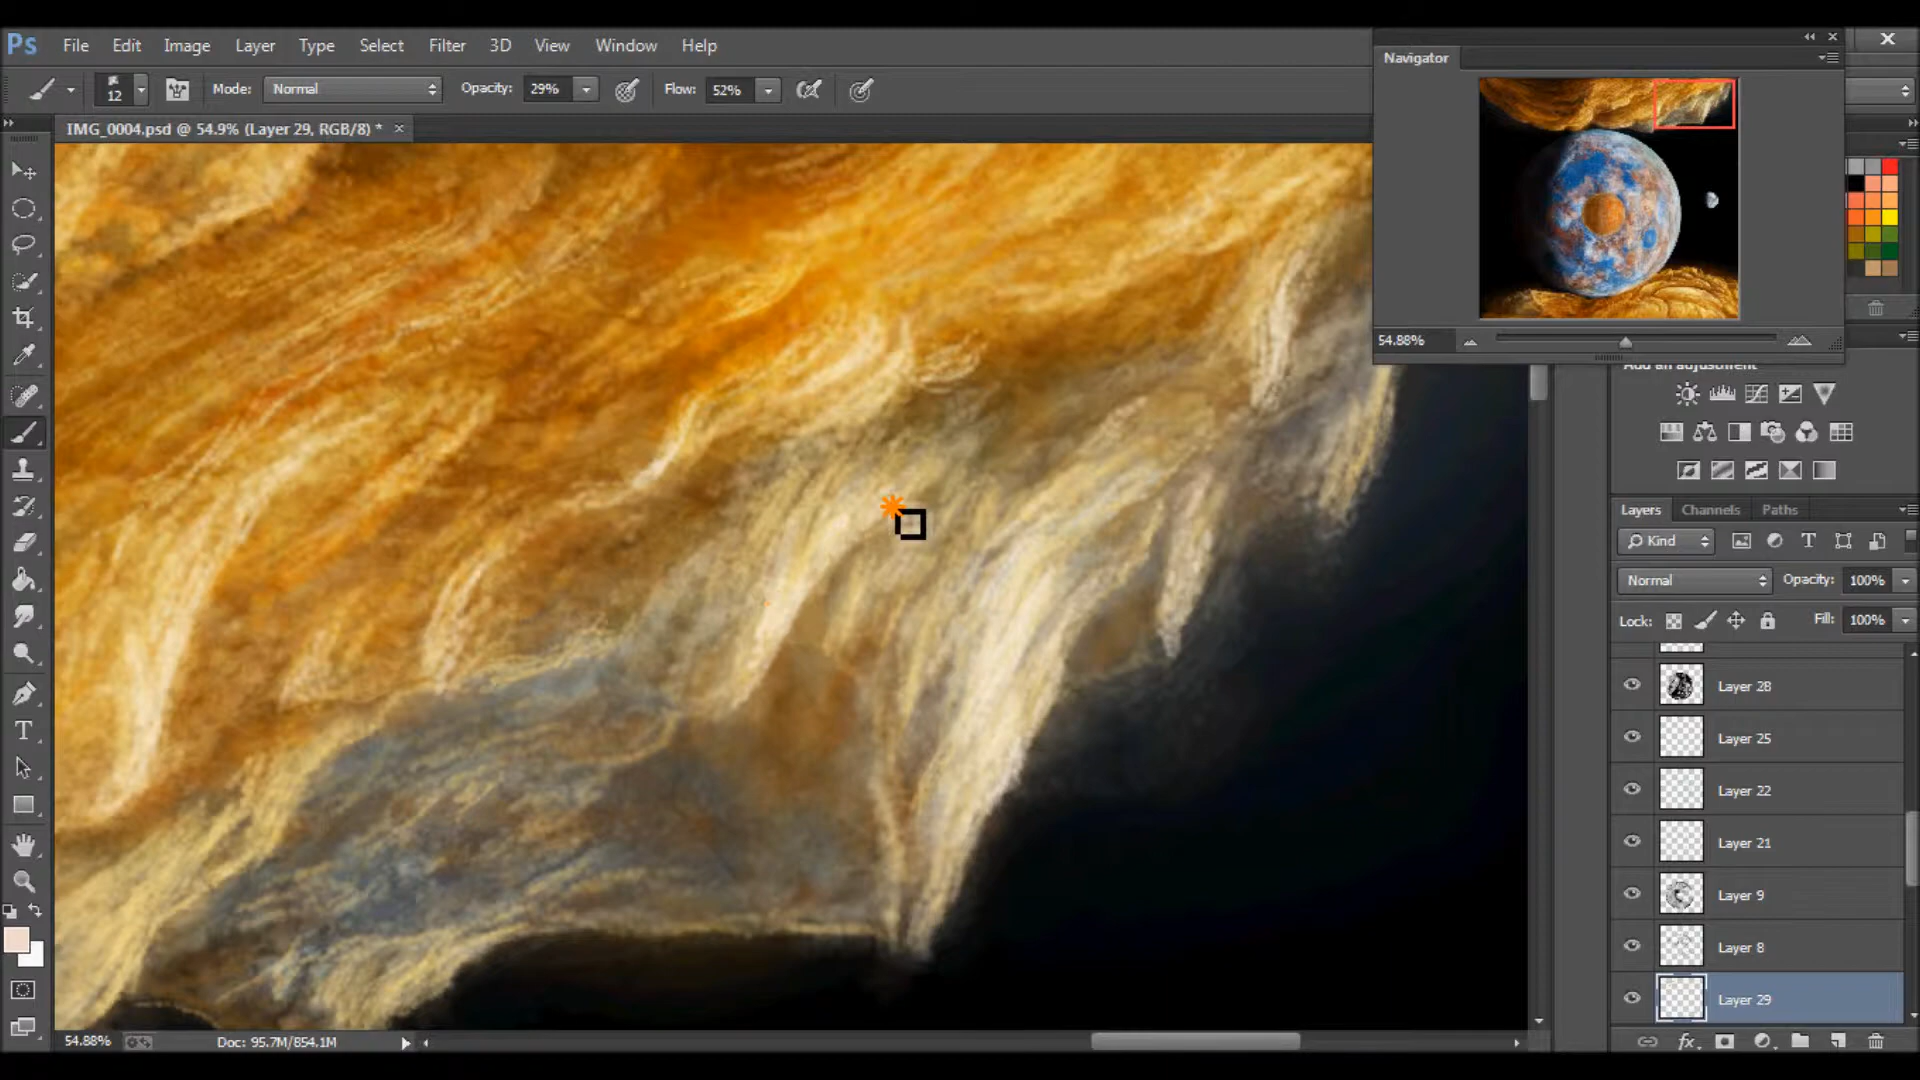 Ps File Edit Image Layer Type Select Filter 3D View Window Help
12 Mode: Normal Opacity: 29% Flow: 52%
IMG_0004.psd @ 54.9% (Layer 29, RGB/8) *
Navigator
54.88%
Add an adjustment
Layers Channels Paths
Kind
Normal Opacity: 100%
Lock: Fill: 100%
Layer 28
Layer 25
Layer 22
Layer 21
Layer 9
Layer 8
Layer 29
54.88% Doc: 95.7M/854.1M